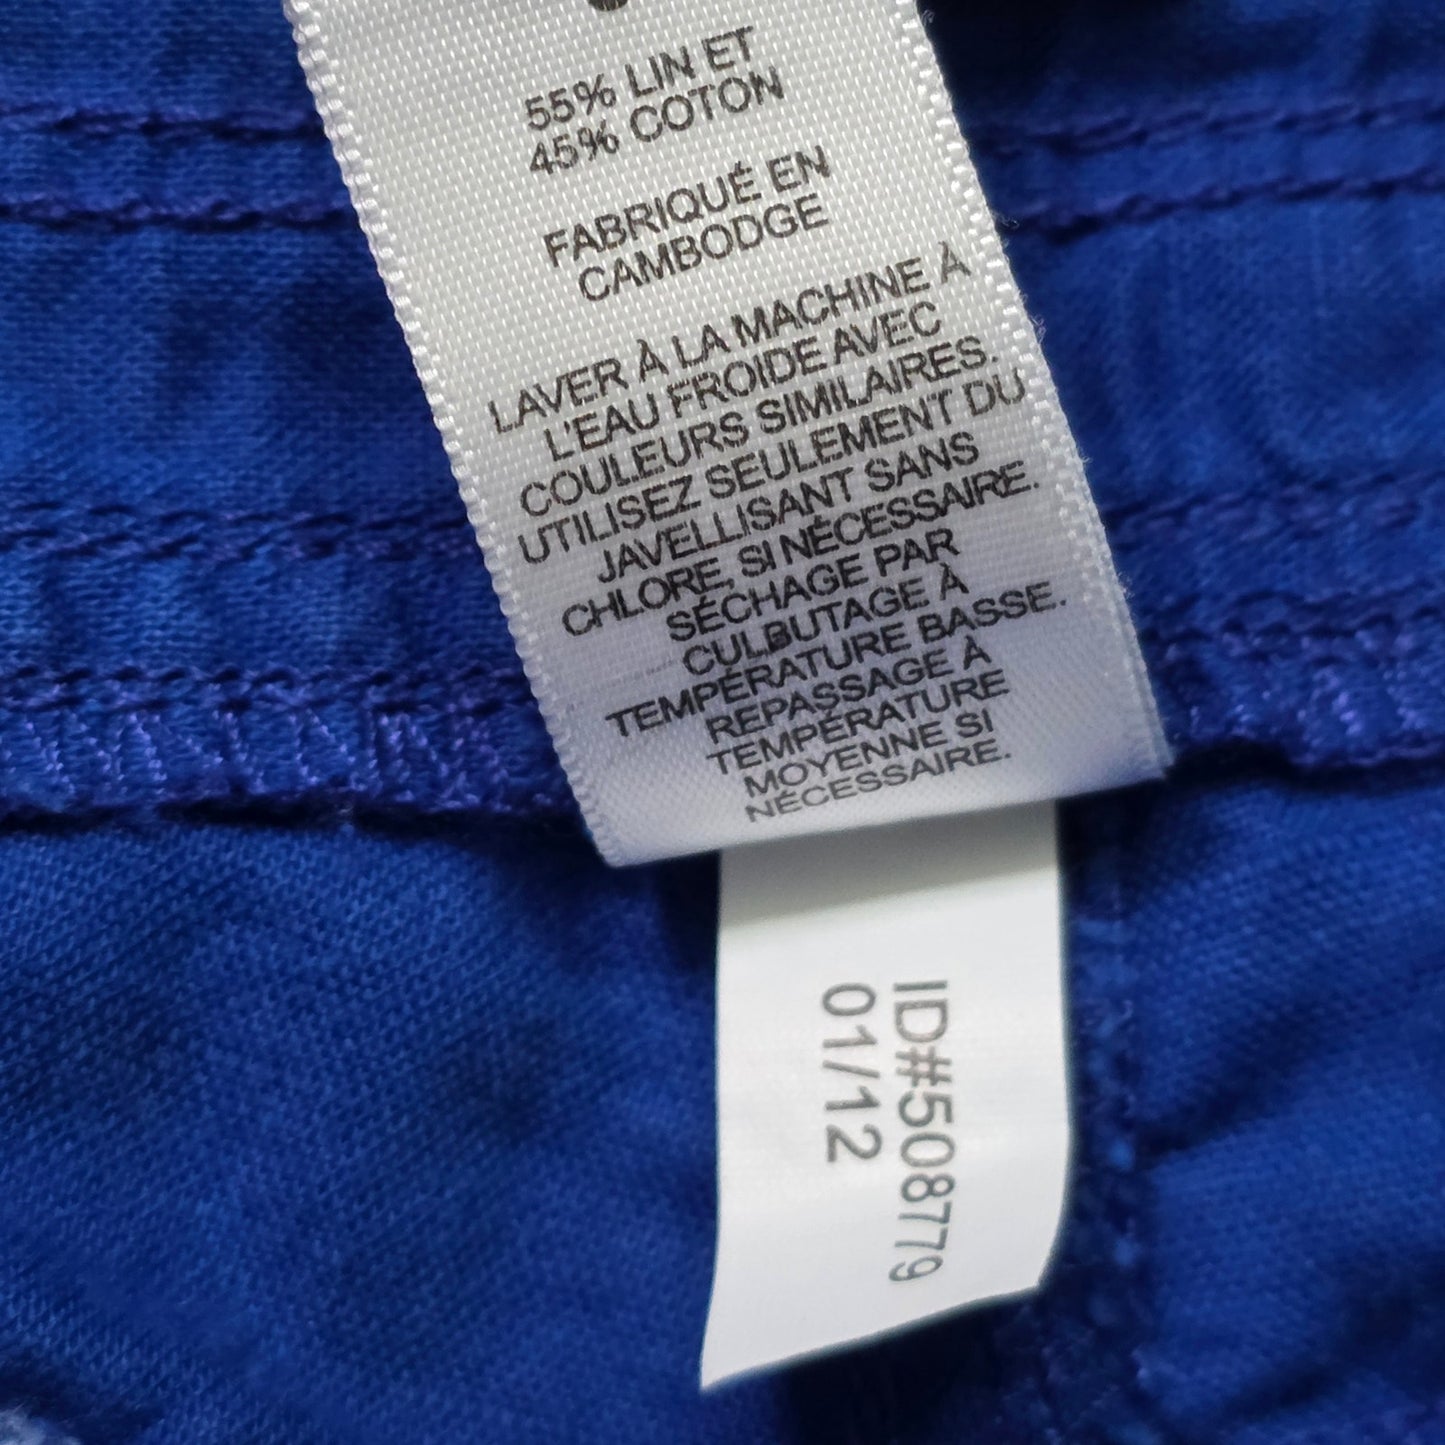 55% LIN ET
45% COTON
FABRIQUÉ EN
CAMBODGE
LAVER À LA MACHINE À
L'EAU FROIDE AVEC
COULEURS SIMILAIRES.
UTILISEZ SEULEMENT DU
JAVELLISANT SANS
CHLORE, SI NÉCESSAIRE.
SÉCHAGE PAR
CULBUTAGE À
TEMPÉRATURE BASSE.
REPASSAGE À
TEMPÉRATURE
MOYENNE SI
NÉCESSAIRE.
ID#508779
01/12